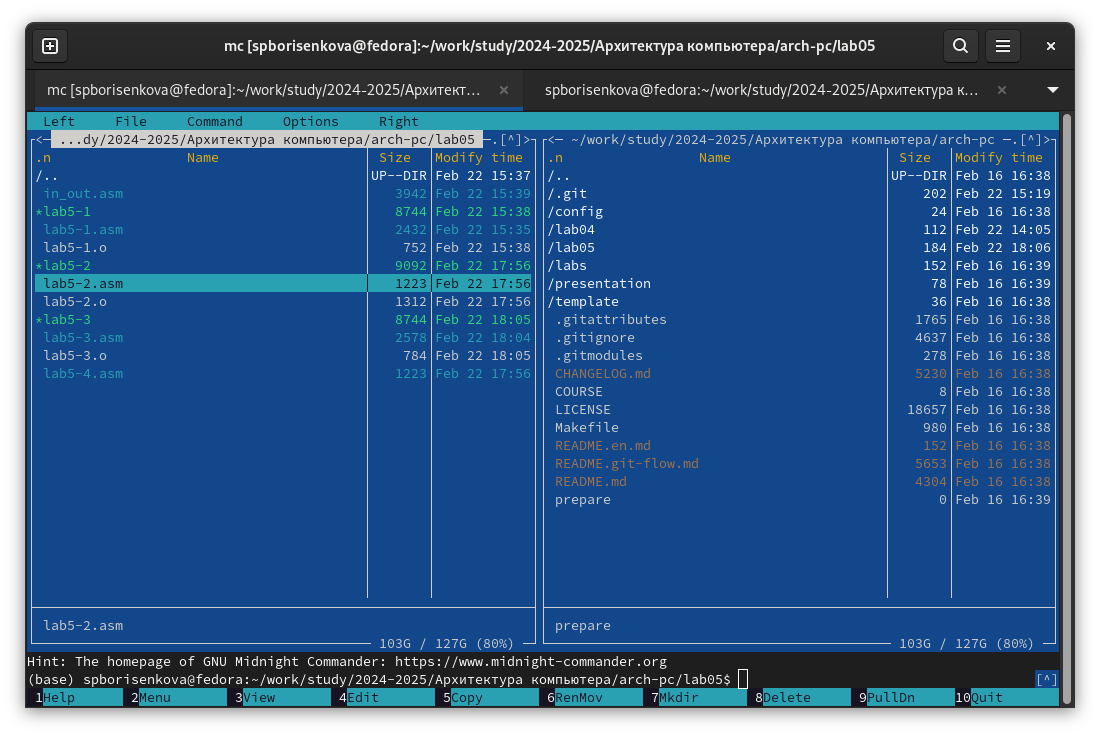 mc [spborisenkova@fedora]:~/work/study/2024-2025/Архитектура компьютера/arch-pc/lab05
mc [spborisenkova@fedora]:~/work/study/2024-2025/Архитект…
spborisenkova@fedora:~/work/study/2024-2025/Архитектура к…
Left File Command Options Right
<─ ...dy/2024-2025/Архитектура компьютера/arch-pc/lab05 ─.[^]>
.n Name Size Modify time
/.. UP--DIR Feb 22 15:37
in_out.asm 3942 Feb 22 15:39
*lab5-1 8744 Feb 22 15:38
lab5-1.asm 2432 Feb 22 15:35
lab5-1.o 752 Feb 22 15:38
*lab5-2 9092 Feb 22 17:56
lab5-2.asm 1223 Feb 22 17:56
lab5-2.o 1312 Feb 22 17:56
*lab5-3 8744 Feb 22 18:05
lab5-3.asm 2578 Feb 22 18:04
lab5-3.o 784 Feb 22 18:05
lab5-4.asm 1223 Feb 22 17:56
lab5-2.asm
103G / 127G (80%)
<─ ~/work/study/2024-2025/Архитектура компьютера/arch-pc ─.[^]>
.n Name Size Modify time
/.. UP--DIR Feb 16 16:38
/.git 202 Feb 22 15:19
/config 24 Feb 16 16:38
/lab04 112 Feb 22 14:05
/lab05 184 Feb 22 18:06
/labs 152 Feb 16 16:39
/presentation 78 Feb 16 16:39
/template 36 Feb 16 16:38
.gitattributes 1765 Feb 16 16:38
.gitignore 4637 Feb 16 16:38
.gitmodules 278 Feb 16 16:38
CHANGELOG.md 5230 Feb 16 16:38
COURSE 8 Feb 16 16:38
LICENSE 18657 Feb 16 16:38
Makefile 980 Feb 16 16:38
README.en.md 152 Feb 16 16:38
README.git-flow.md 5653 Feb 16 16:38
README.md 4304 Feb 16 16:38
prepare 0 Feb 16 16:39
prepare
103G / 127G (80%)
Hint: The homepage of GNU Midnight Commander: https://www.midnight-commander.org
(base) spborisenkova@fedora:~/work/study/2024-2025/Архитектура компьютера/arch-pc/lab05$ [^]
1Help 2Menu 3View 4Edit 5Copy 6RenMov 7Mkdir 8Delete 9PullDn 10Quit